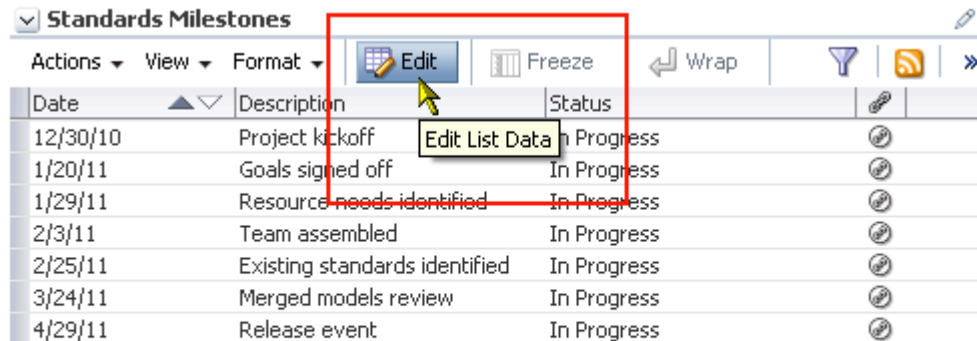 Standards Milestones
Actions View Format Edit Freeze Wrap
Date Description Status
12/30/10 Project kickoff In Progress
Edit List Data
1/20/11 Goals signed off In Progress
1/29/11 Resource needs identified In Progress
2/3/11 Team assembled In Progress
2/25/11 Existing standards identified In Progress
3/24/11 Merged models review In Progress
4/29/11 Release event In Progress